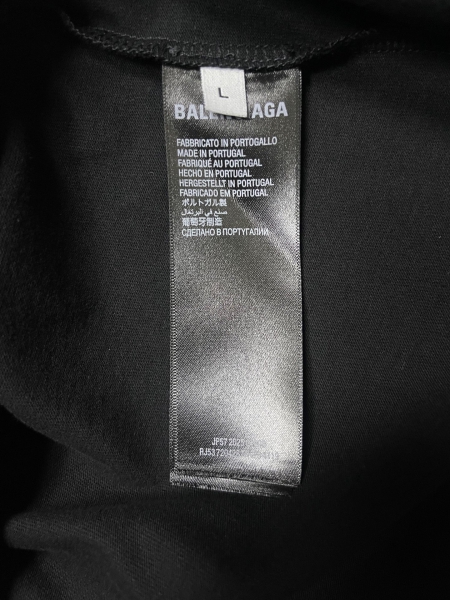 L
FABBRICATO IN PORTOGALLO
MADE IN PORTUGAL
FABRIQUÉ AU PORTUGAL
HECHO EN PORTUGAL
HERGESTELLT IN PORTUGAL
FABRICADO EM PORTUGAL
ポルトガル製
صنع في البرتغال
葡萄牙制造
СДЕЛАНО В ПОРТУГАЛИИ
JP57